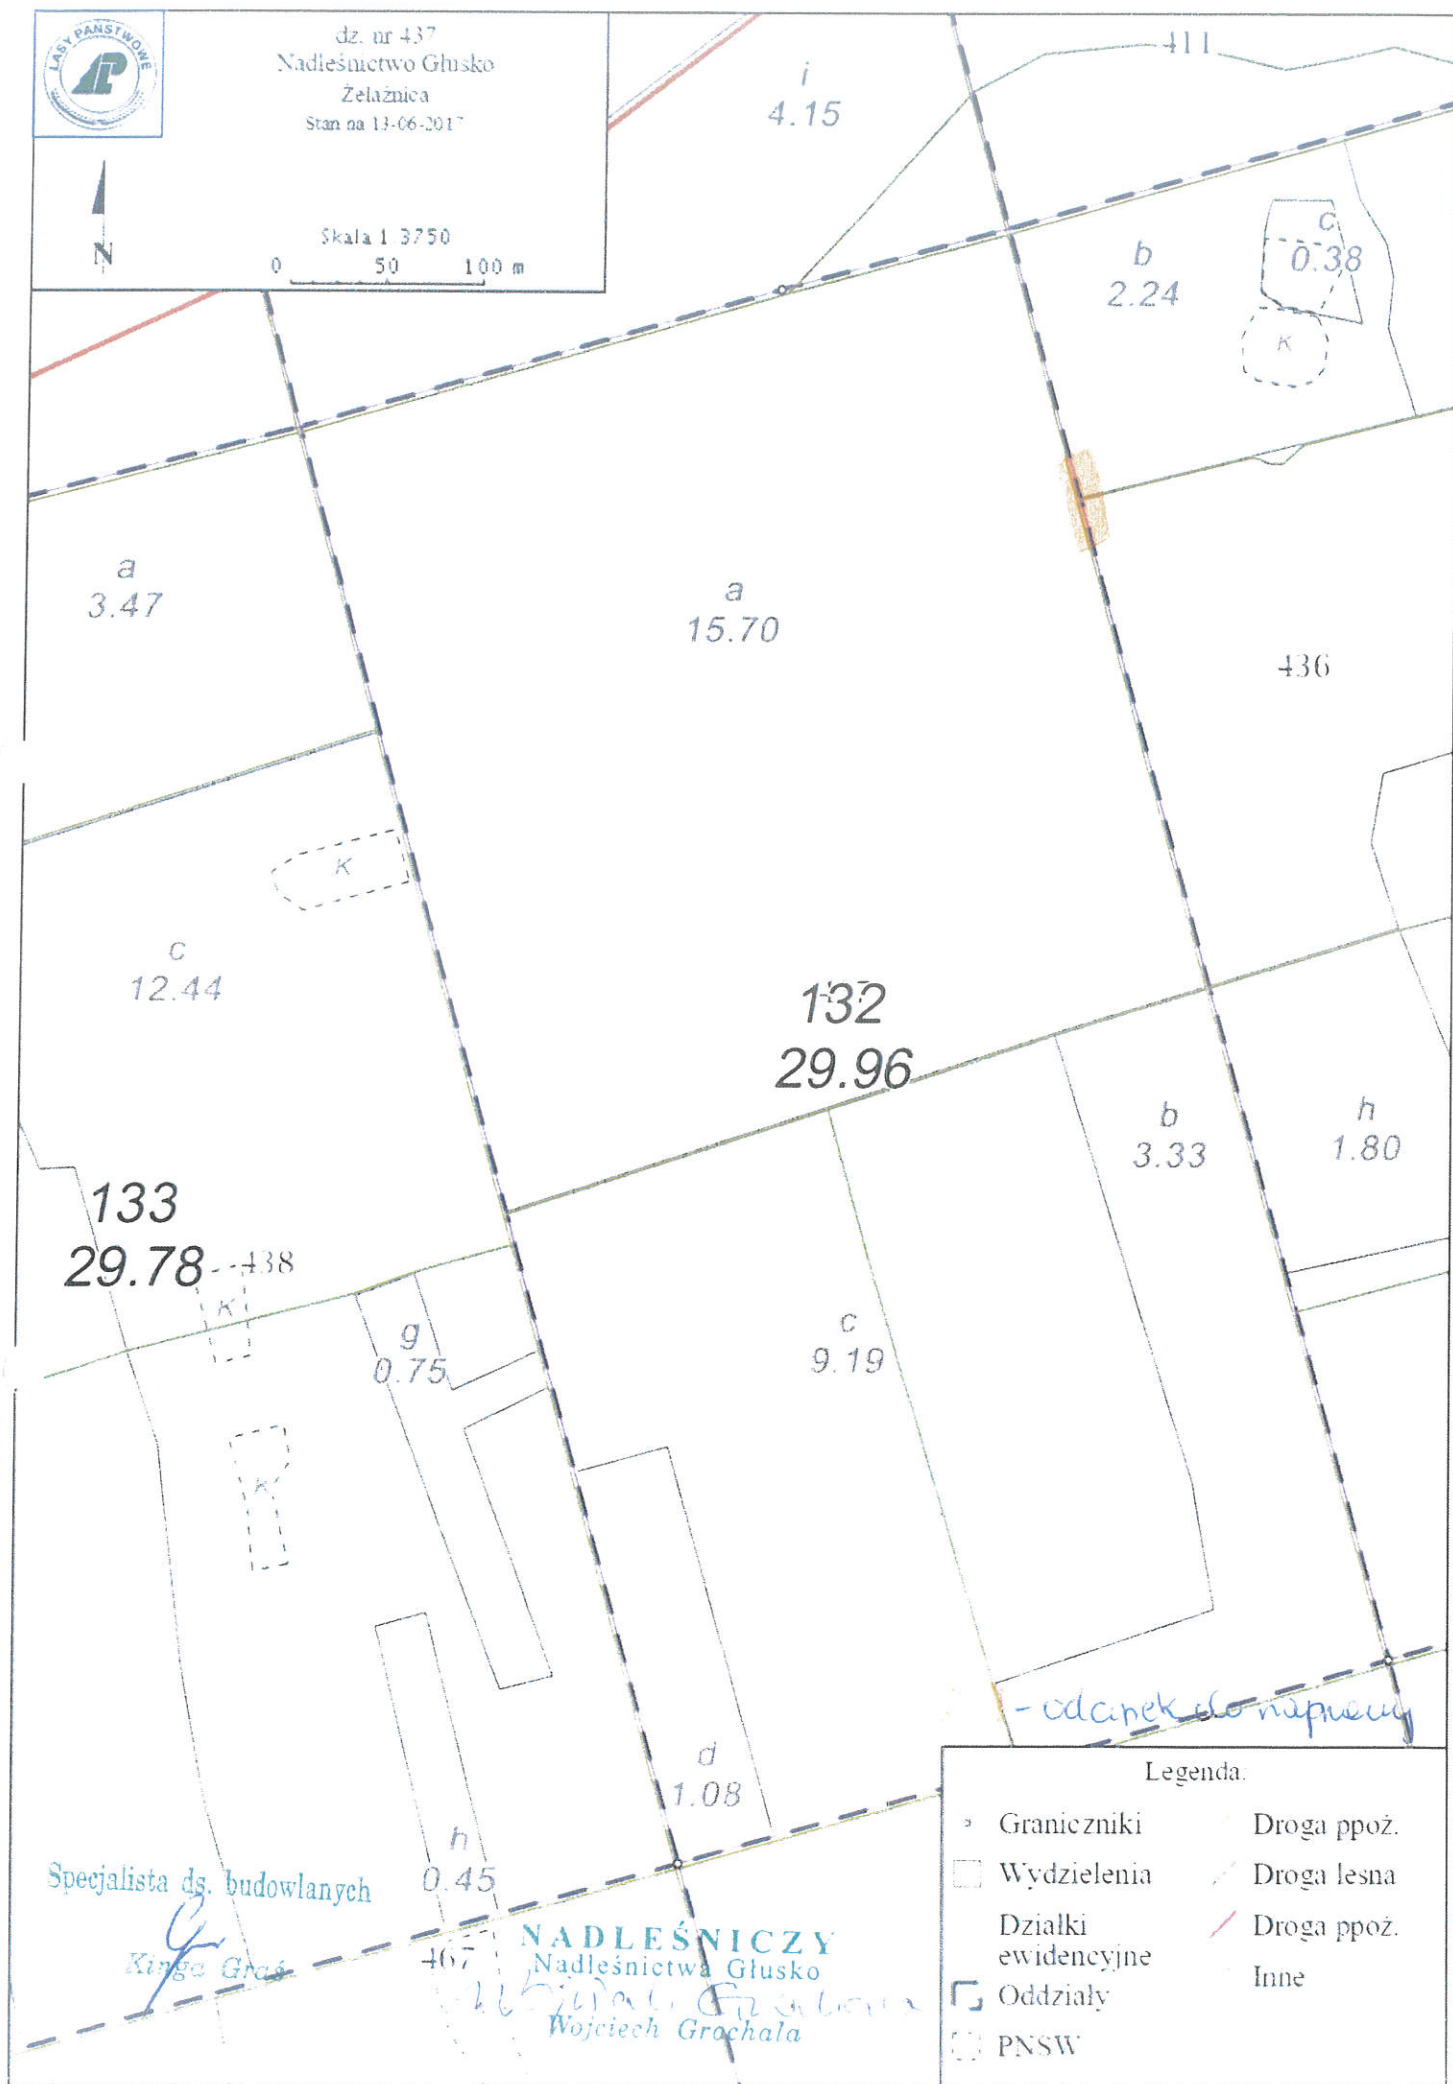 LASY PAŃSTWOWE
dz. nr 437
Nadleśnictwo Głusko
Żelaźnica
Stan na 13-06-2017
N
Skala 1 3750
0 50 100 m
i
4.15
411
b
2.24
c
0.38
K
a
3.47
a
15.70
436
K
c
12.44
132
29.96
b
3.33
h
1.80
133
29.78
438
K
g
0.75
c
9.19
K
- odcinek do naprawy
d
1.08
h
0.45
467
Specjalista ds. budowlanych
Kinga Graś
NADLEŚNICZY
Nadleśnictwa Głusko
Wojciech Grochala
Legenda:
Graniczniki
Wydzielenia
Działki
ewidencyjne
Oddziały
PNSW
Droga ppoż.
Droga lesna
Droga ppoż.
Inne